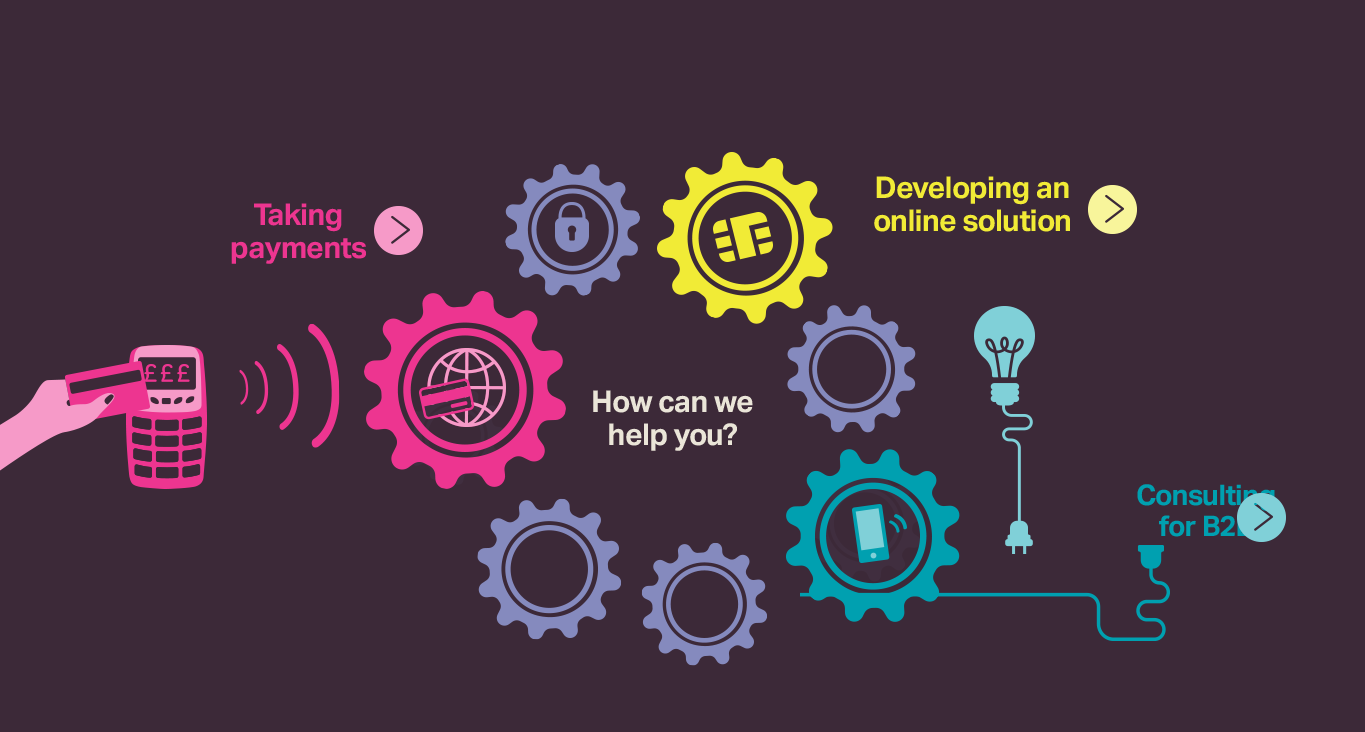 Taking
payments
Developing an
online solution
£££
How can we
help you?
Consulting
for